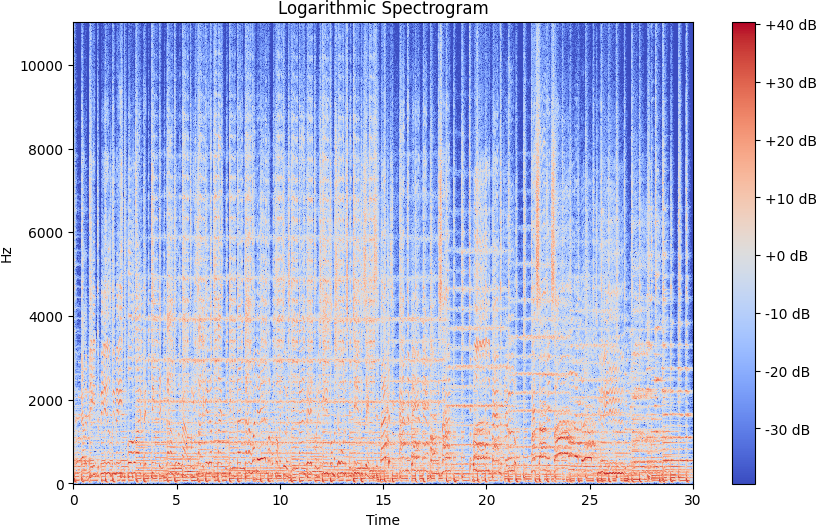 Logarithmic Spectrogram
Hz
10000
8000
6000
4000
2000
0
0 5 10 15 20 25 30
Time
+40 dB
+30 dB
+20 dB
+10 dB
+0 dB
-10 dB
-20 dB
-30 dB